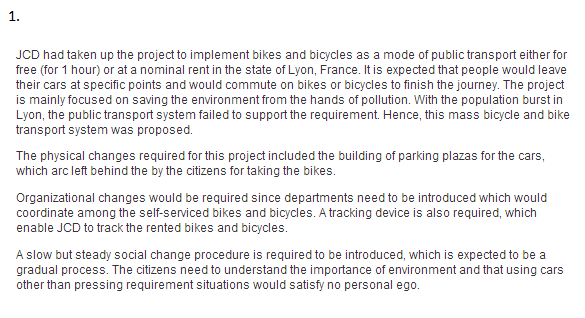 1.
JCD had taken up the project to implement bikes and bicycles as a mode of public transport either for
free (for 1 hour) or at a nominal rent in the state of Lyon, France. It is expected that people would leave
their cars at specific points and would commute on bikes or bicycles to finish the journey. The project
is mainly focused on saving the environment from the hands of pollution. With the population burst in
Lyon, the public transport system failed to support the requirement. Hence, this mass bicycle and bike
transport system was proposed.
The physical changes required for this project included the building of parking plazas for the cars,
which arc left behind the by the citizens for taking the bikes.
Organizational changes would be required since departments need to be introduced which would
coordinate among the self-serviced bikes and bicycles. A tracking device is also required, which
enable JCD to track the rented bikes and bicycles.
A slow but steady social change procedure is required to be introduced, which is expected to be a
gradual process. The citizens need to understand the importance of environment and that using cars
other than pressing requirement situations would satisfy no personal ego.